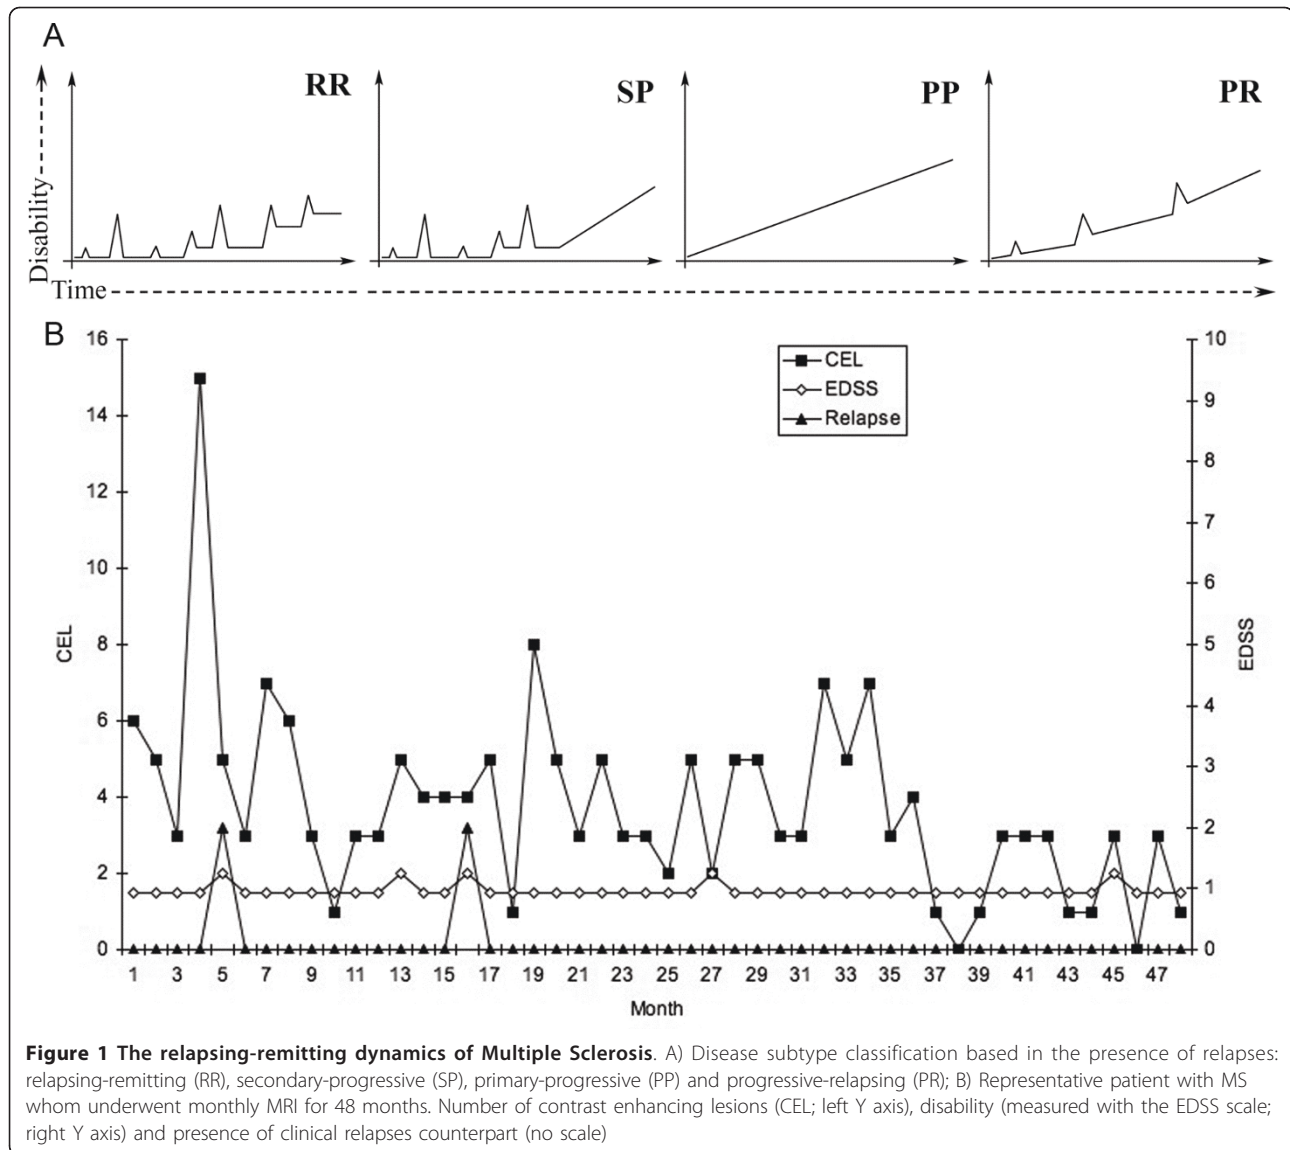 A
RR
SP
PP
PR
Disability
Time
B
16
14
12
10
8
6
4
2
0
CEL
CEL
EDSS
Relapse
10
9
8
7
6
5
4
3
2
1
0
EDSS
1 3 5 7 9 11 13 15 17 19 21 23 25 27 29 31 33 35 37 39 41 43 45 47
Month
Figure 1 The relapsing-remitting dynamics of Multiple Sclerosis. A) Disease subtype classification based in the presence of relapses:
relapsing-remitting (RR), secondary-progressive (SP), primary-progressive (PP) and progressive-relapsing (PR); B) Representative patient with MS
whom underwent monthly MRI for 48 months. Number of contrast enhancing lesions (CEL; left Y axis), disability (measured with the EDSS scale;
right Y axis) and presence of clinical relapses counterpart (no scale)